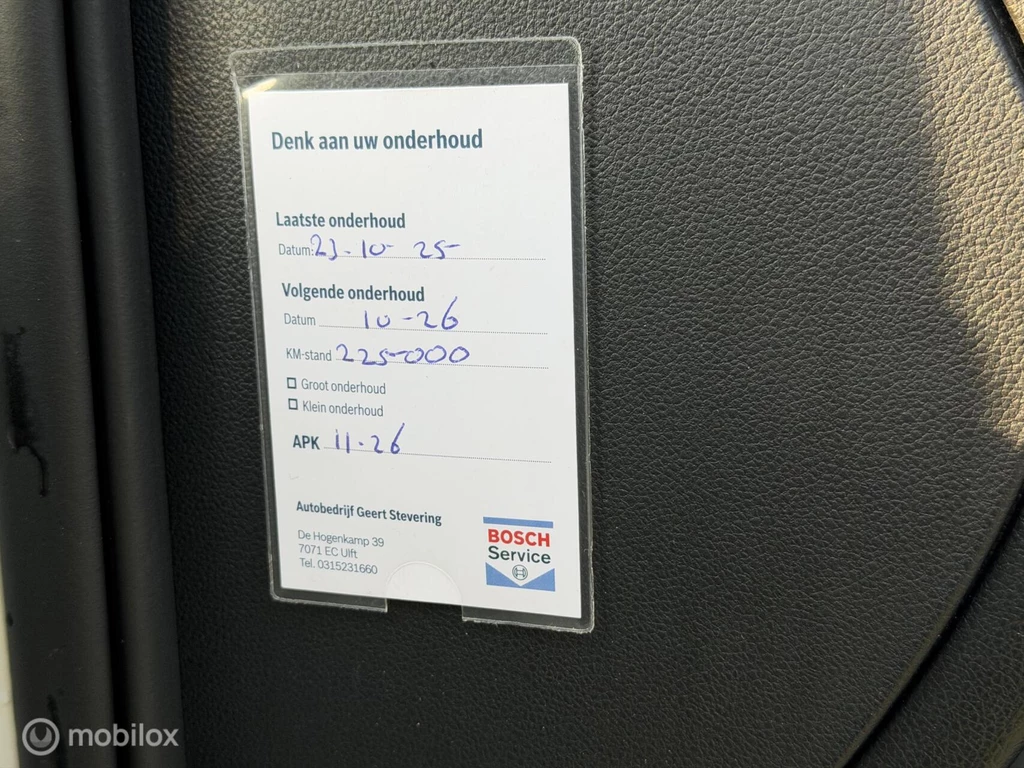 Denk aan uw onderhoud
Laatste onderhoud
Datum: 23-10-25
Volgende onderhoud
Datum 10-26
KM-stand 225-000
Groot onderhoud
Klein onderhoud
APK 11-26
Autobedrijf Geert Stevering
De Hogenkamp 39
7071 EC Ulft
Tel. 0315231660
BOSCH
Service
mobilox